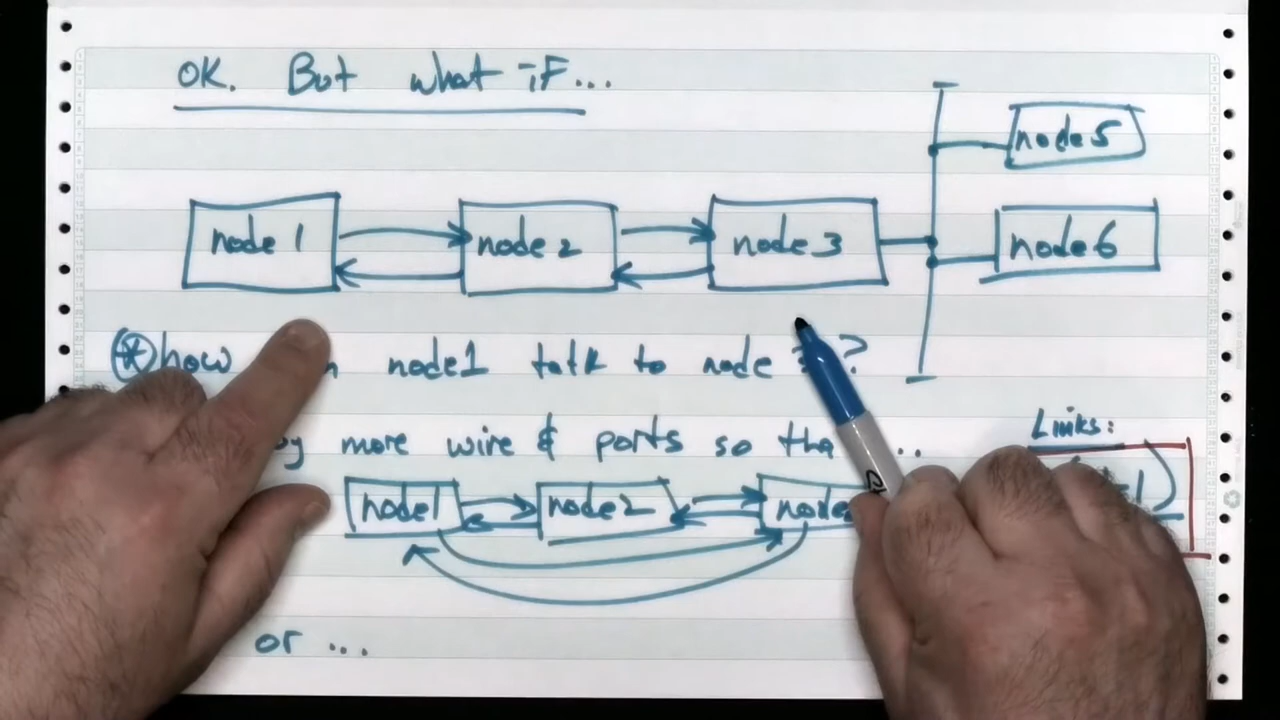 OK. But what if...
node 5
node 1 node 2 node 3 node 6
* how node1 talk to node ?
more wire & ports so tha ...
Links:
node1 node2 node
or ...